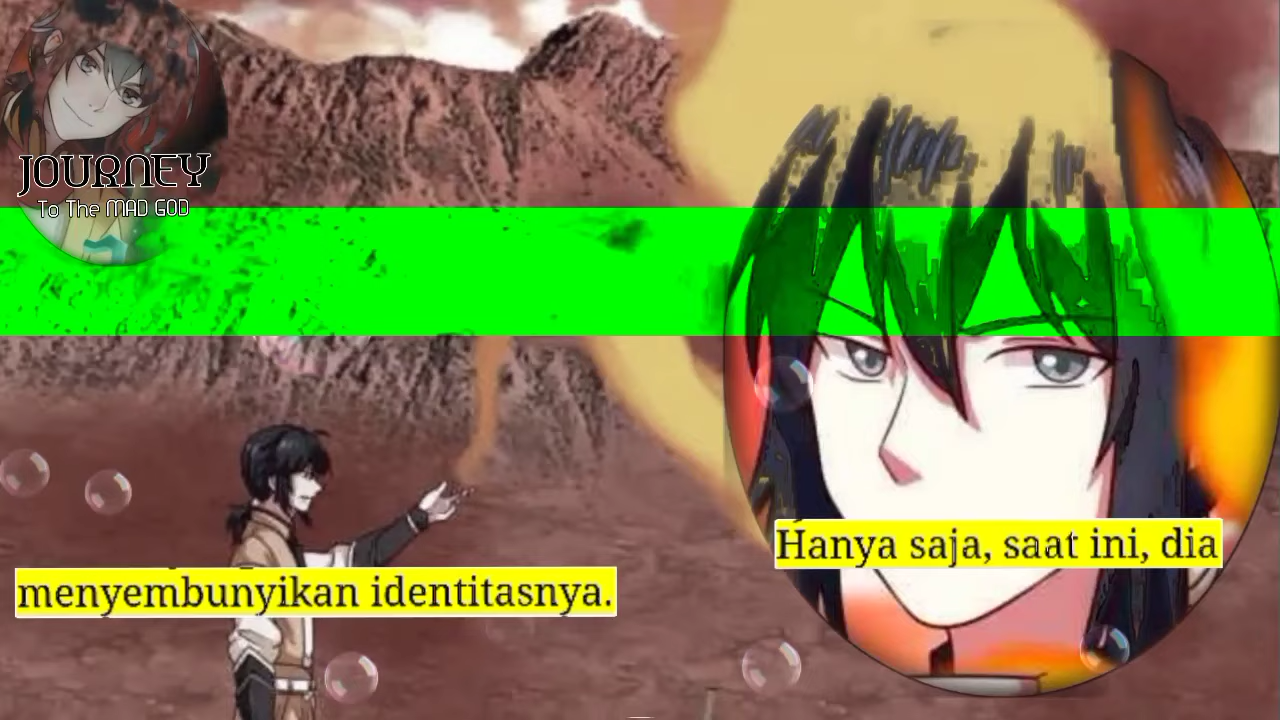 JOURNEY
To The MAD GOD
Hanya saja, saat ini, dia
menyembunyikan identitasnya.